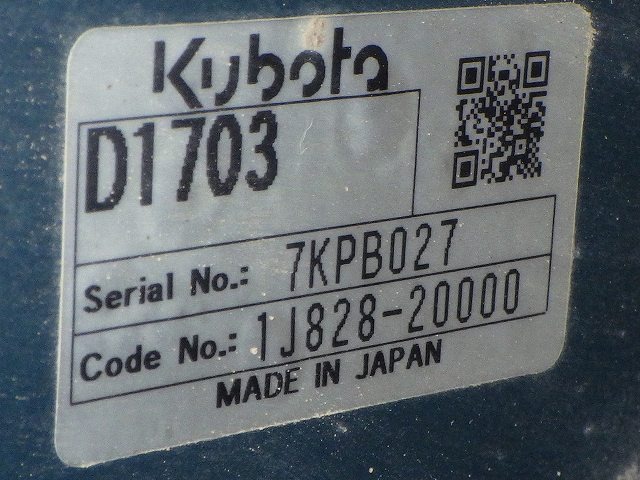 Kubota
D1703
Serial No.: 7KPB027
Code No.: 1J828-20000
MADE IN JAPAN